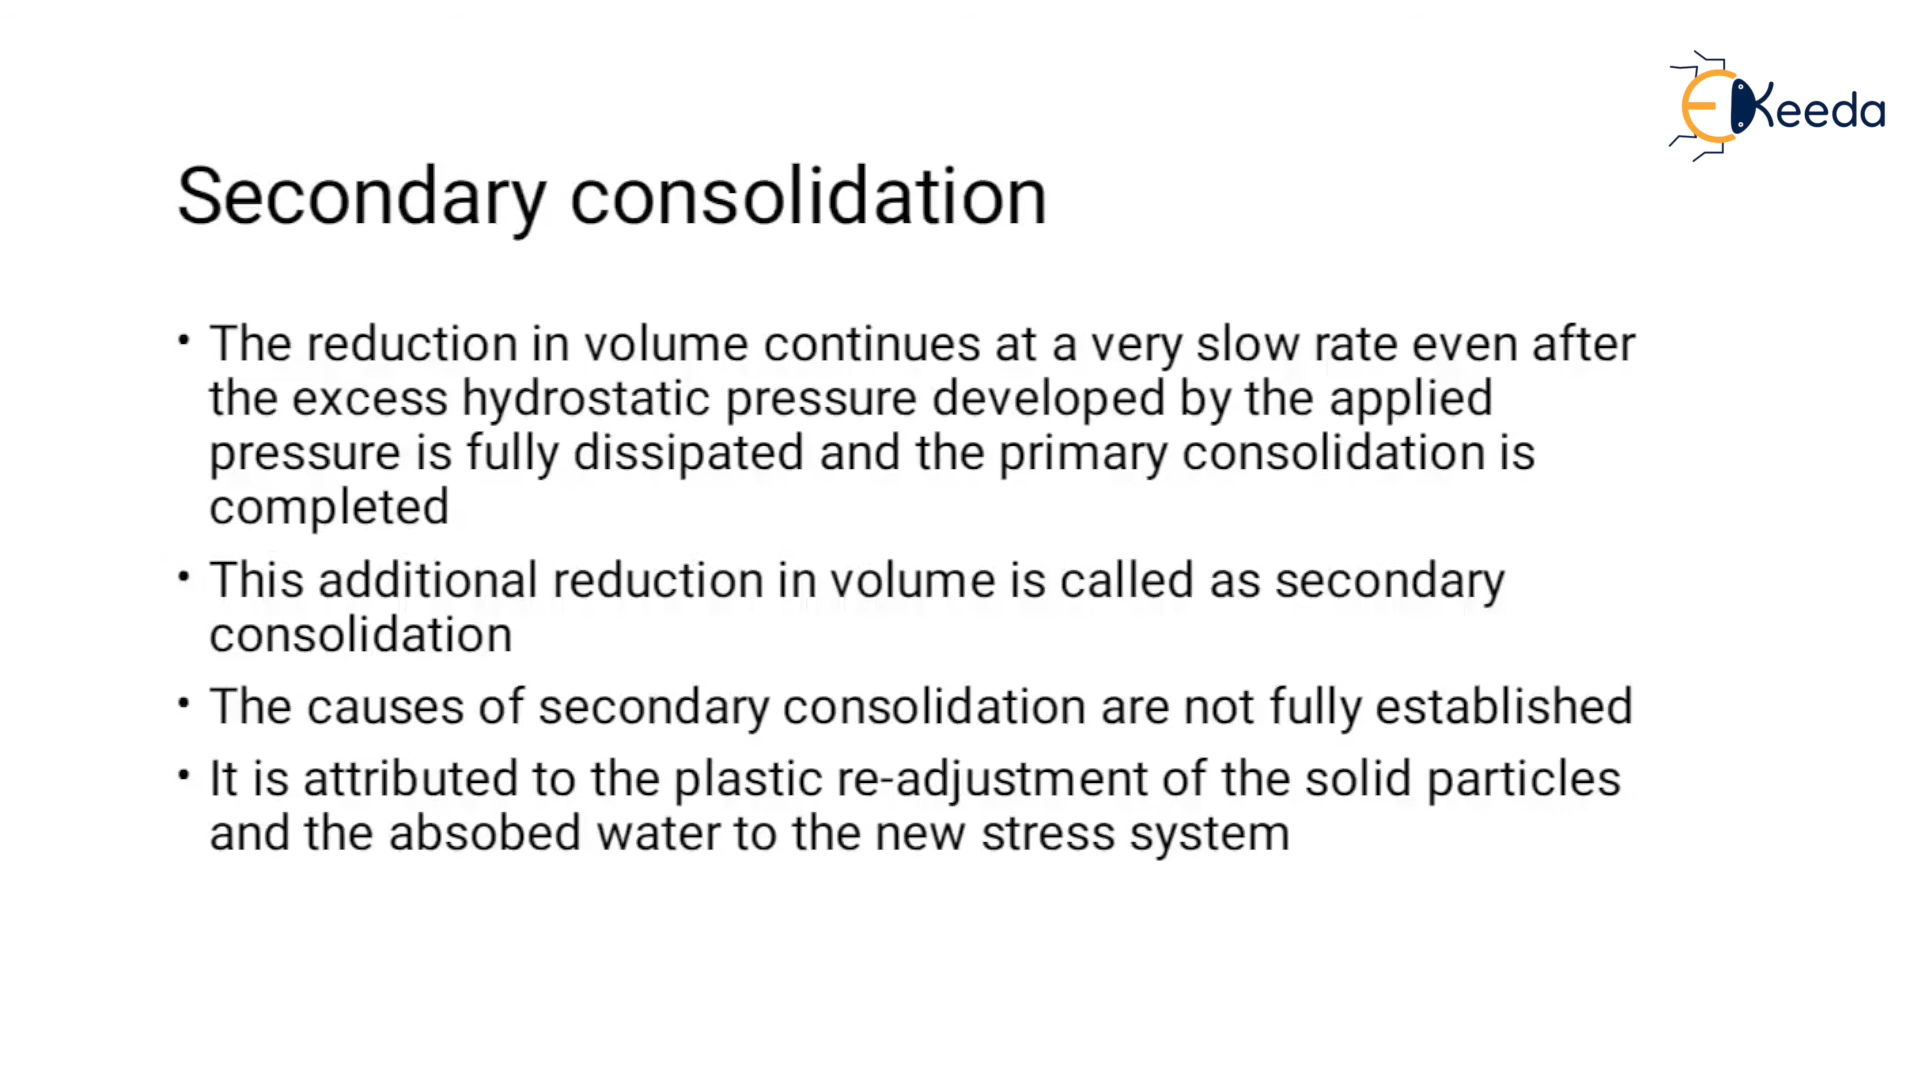 EKeeda
Secondary consolidation
• The reduction in volume continues at a very slow rate even after
the excess hydrostatic pressure developed by the applied
pressure is fully dissipated and the primary consolidation is
completed
• This additional reduction in volume is called as secondary
consolidation
• The causes of secondary consolidation are not fully established
• It is attributed to the plastic re-adjustment of the solid particles
and the absobed water to the new stress system